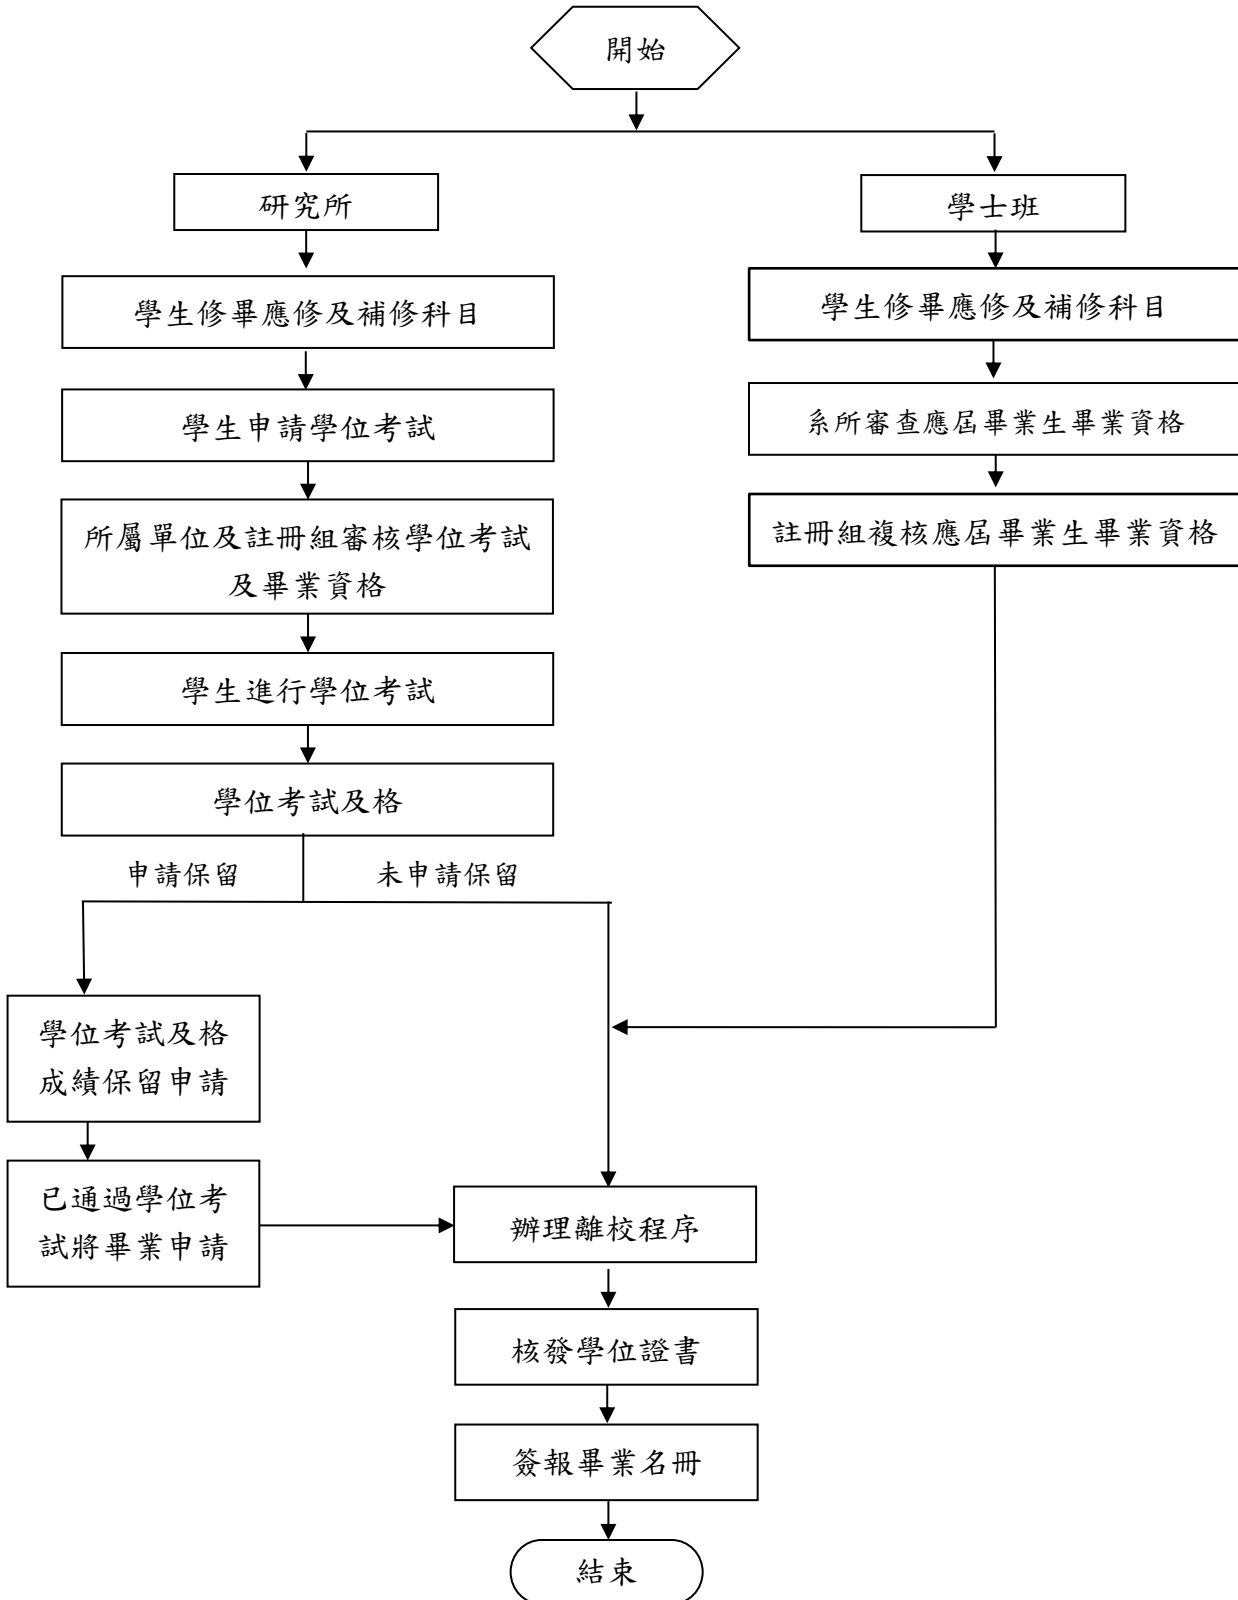 開始
研究所
學士班
學生修畢應修及補修科目
學生修畢應修及補修科目
學生申請學位考試
系所審查應屆畢業生畢業資格
所屬單位及註冊組審核學位考試
及畢業資格
註冊組複核應屆畢業生畢業資格
學生進行學位考試
學位考試及格
申請保留
未申請保留
學位考試及格
成績保留申請
已通過學位考
試將畢業申請
辦理離校程序
核發學位證書
簽報畢業名冊
結束